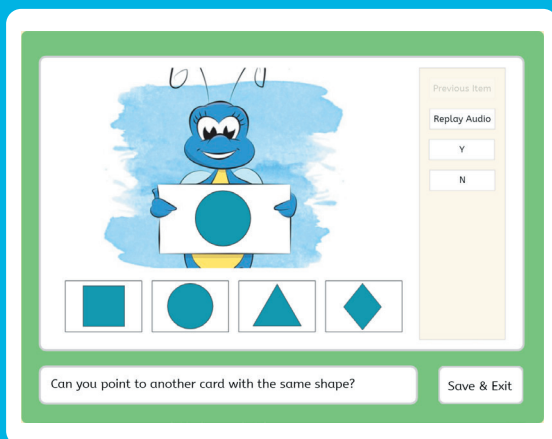 Previous Item
Replay Audio
Y
N
Can you point to another card with the same shape?
Save & Exit